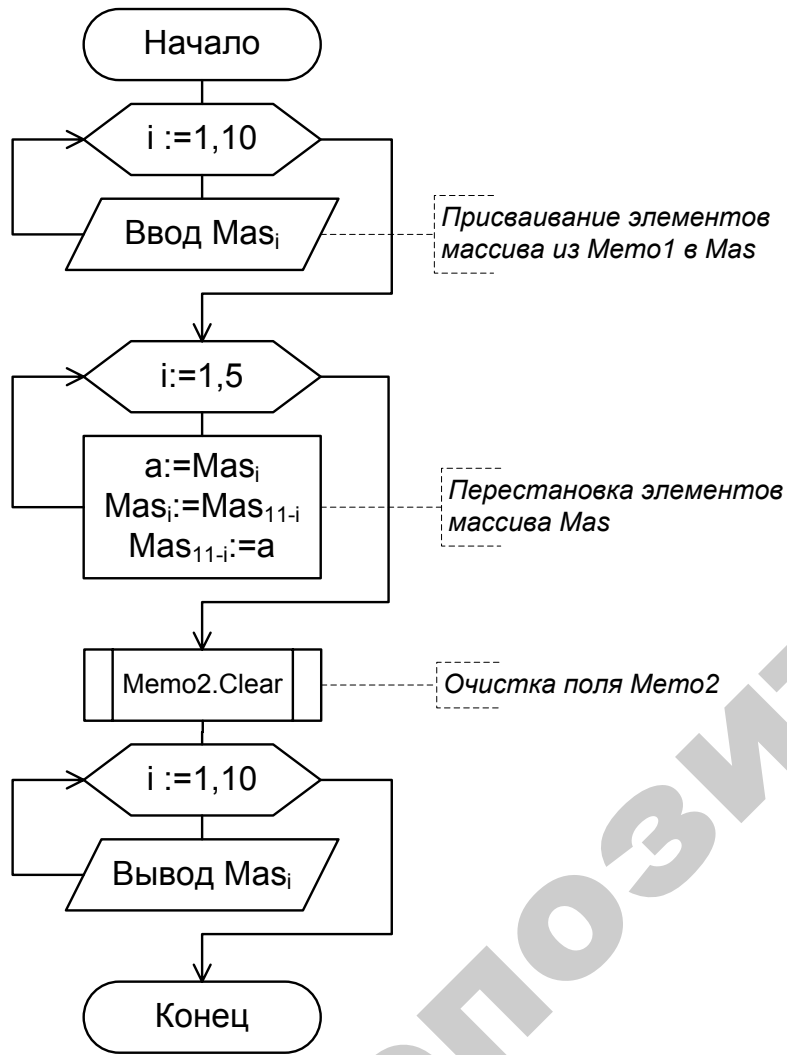 Начало
i :=1,10
Ввод Masᵢ
Присваивание элементов
массива из Memo1 в Mas
i:=1,5
a:=Masᵢ
Masᵢ:=Mas₁₁₋ᵢ
Mas₁₁₋ᵢ:=a
Перестановка элементов
массива Mas
Memo2.Clear
Очистка поля Memo2
i :=1,10
Вывод Masᵢ
Конец